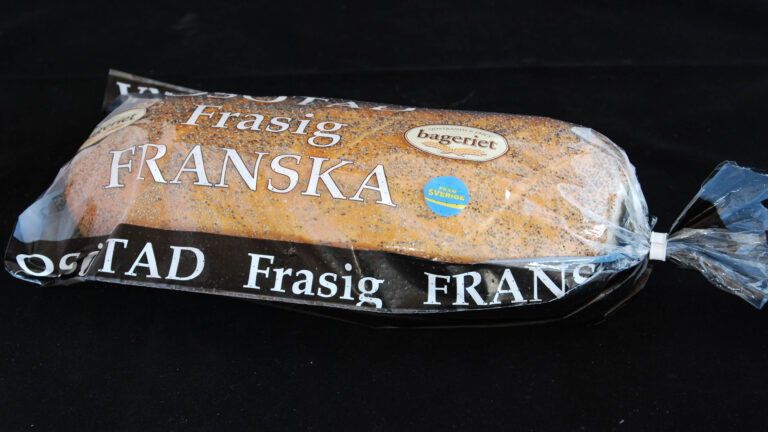 Frasig
FRANSKA
bageriet
FRÅN
SVERIGE
TAD Frasig FRANS